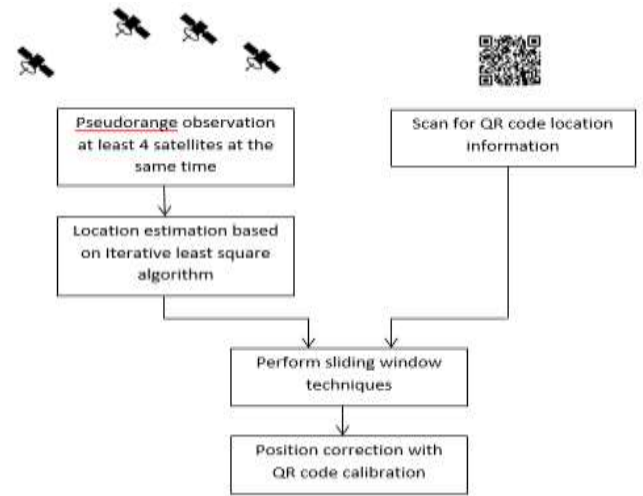 Pseudorange observation
at least 4 satellites at the
same time
Scan for QR code location
information
Location estimation based
on Iterative least square
algorithm
Perform sliding window
techniques
Position correction with
QR code calibration